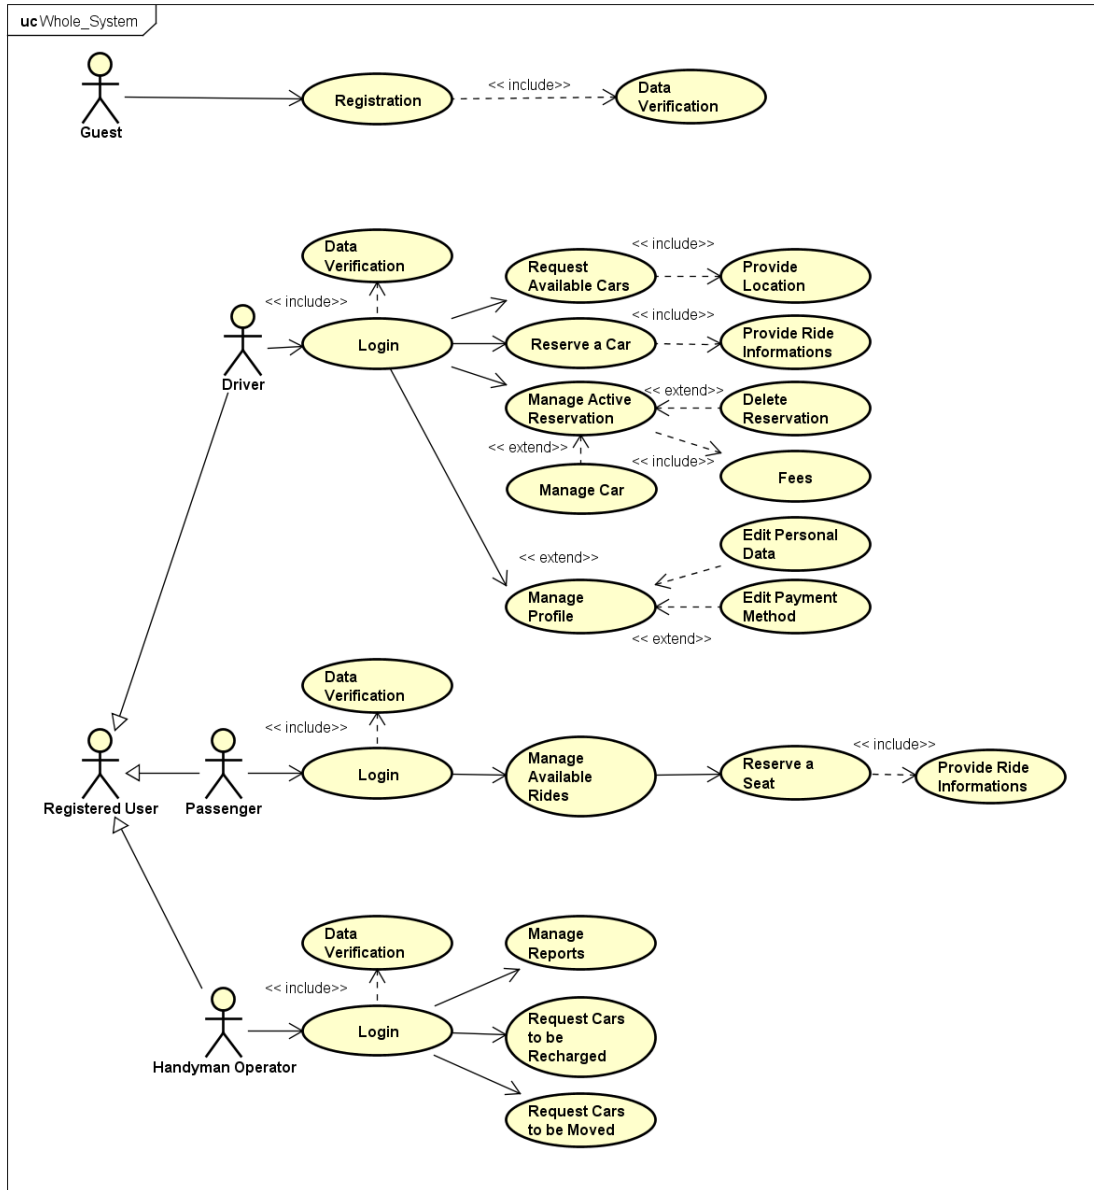 uc Whole_System
Guest
Registration
<< include>>
Data
Verification
Data
Verification
<< include>>
Driver
Login
Request
Available Cars
<< include>>
Provide
Location
Reserve a Car
<< include>>
Provide Ride
Informations
Manage Active
Reservation
<< extend>>
Delete
Reservation
<< extend>>
<< include>>
Manage Car
Fees
Edit Personal
Data
<< extend>>
Manage
Profile
Edit Payment
Method
<< extend>>
Data
Verification
<< include>>
Registered User
Passenger
Login
Manage
Available
Rides
Reserve a
Seat
<< include>>
Provide Ride
Informations
Data
Verification
<< include>>
Handyman Operator
Login
Manage
Reports
Request Cars
to be
Recharged
Request Cars
to be Moved